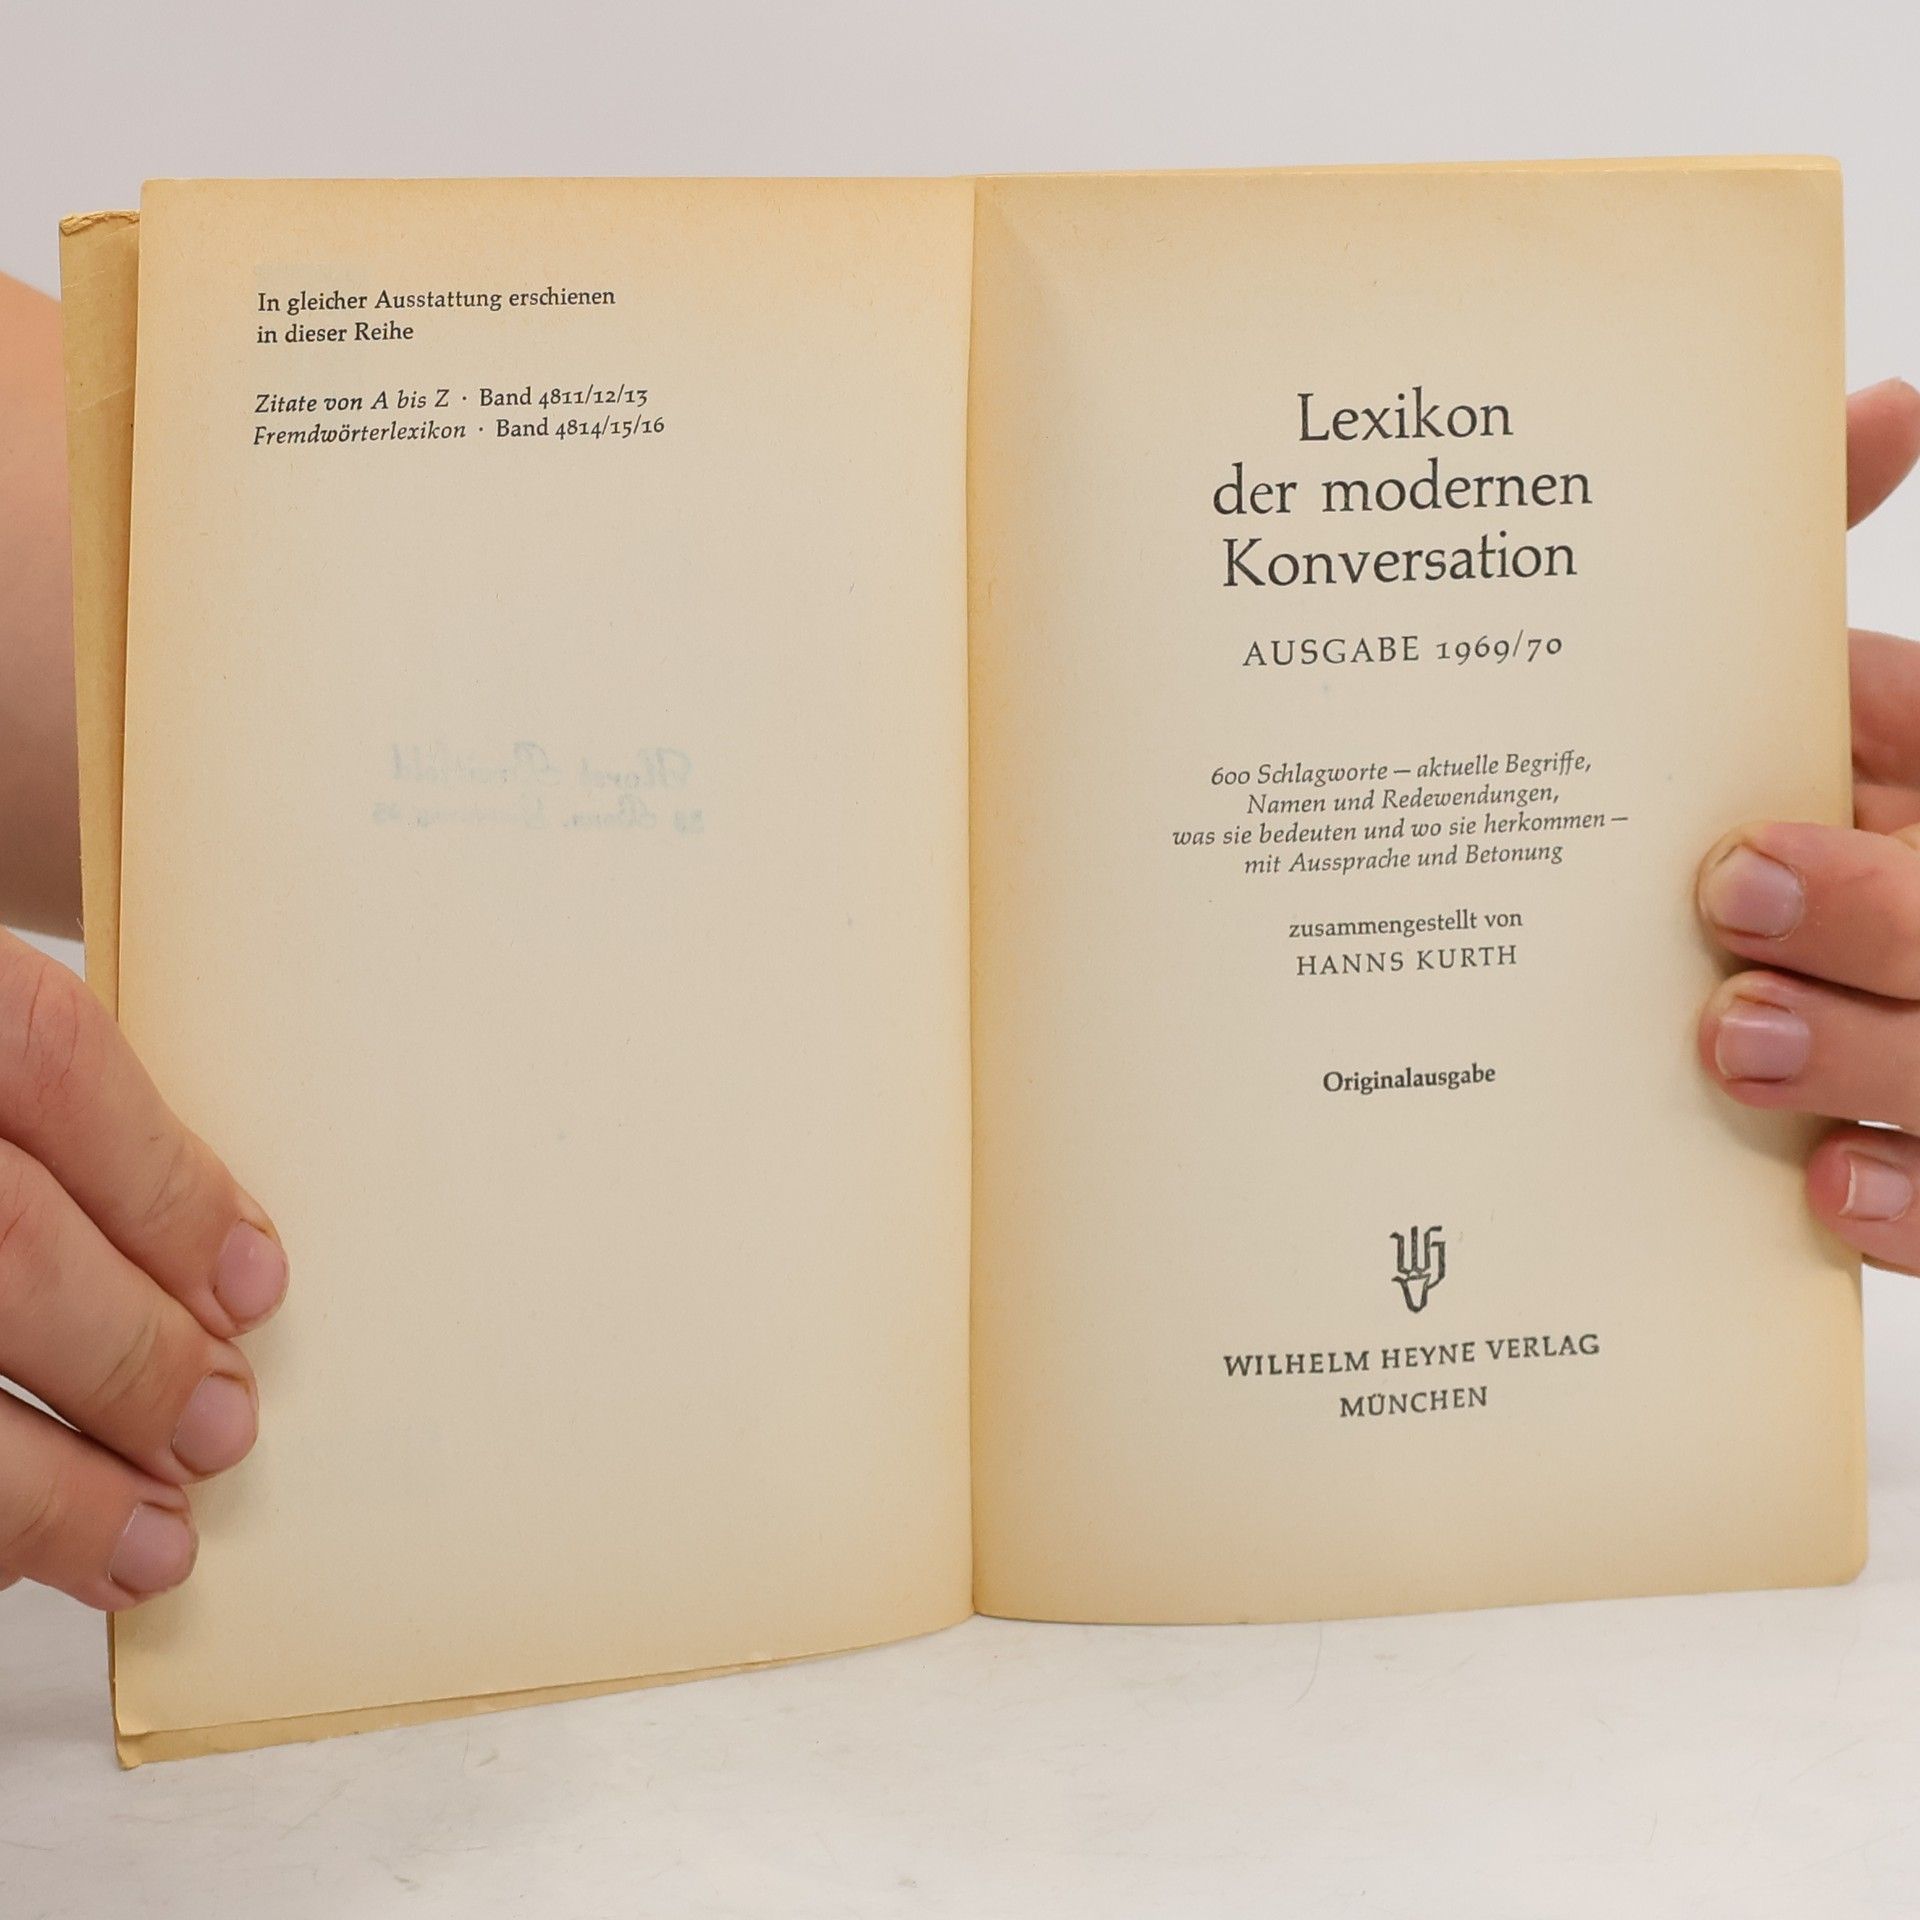 In gleicher Ausstattung erschienen
in dieser Reihe
Zitate von A bis Z · Band 4811/12/13
Fremdwörterlexikon · Band 4814/15/16
Lexikon
der modernen
Konversation
AUSGABE 1969/70
600 Schlagworte — aktuelle Begriffe,
Namen und Redewendungen,
was sie bedeuten und wo sie herkommen —
mit Aussprache und Betonung
zusammengestellt von
HANNS KURTH
Originalausgabe
WILHELM HEYNE VERLAG
MÜNCHEN